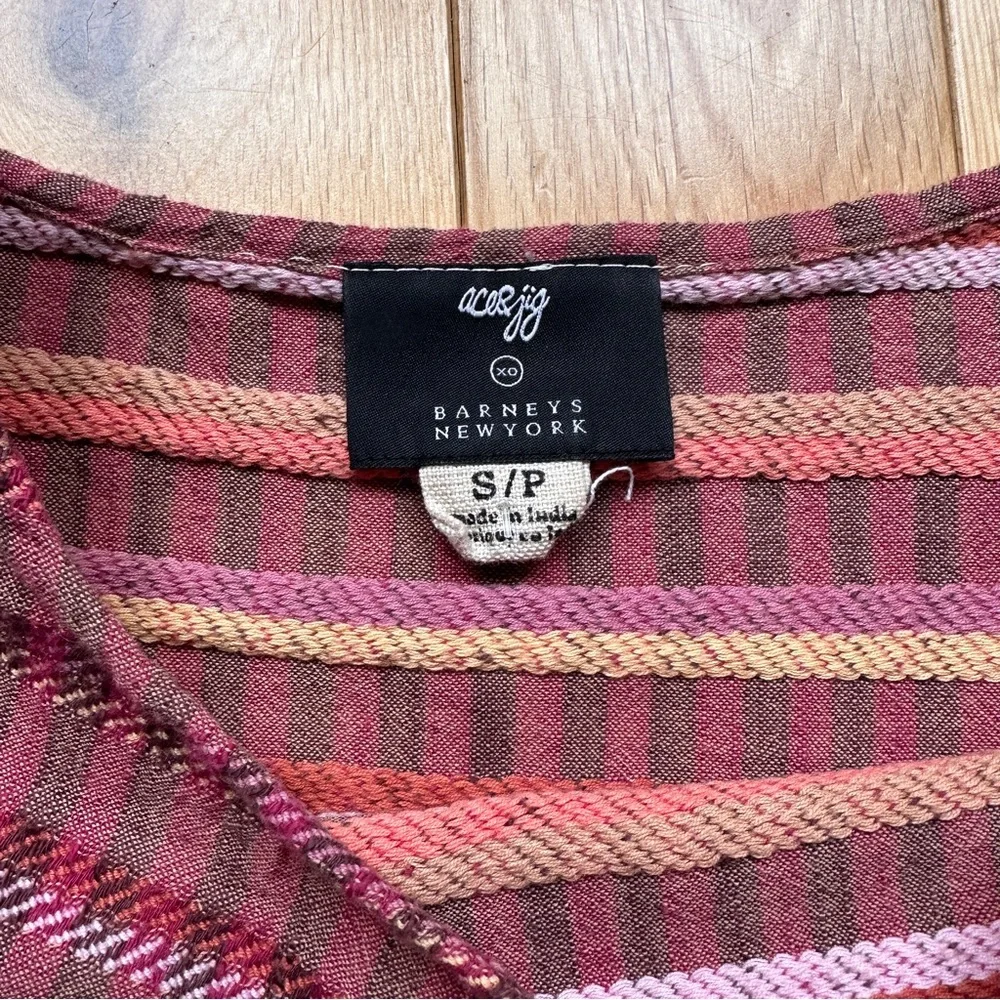 ace&jig
XO
BARNEYS
NEWYORK
S/P
made in India